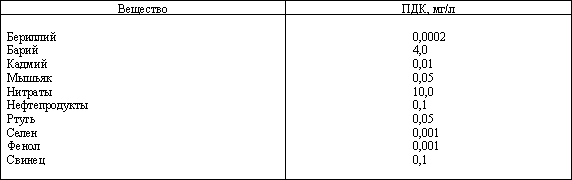 Вещество ПДК, мг/л
Бериллий 0,0002
Барий 4,0
Кадмий 0,01
Мышьяк 0,05
Нитраты 10,0
Нефтепродукты 0,1
Ртуть 0,05
Селен 0,001
Фенол 0,001
Свинец 0,1